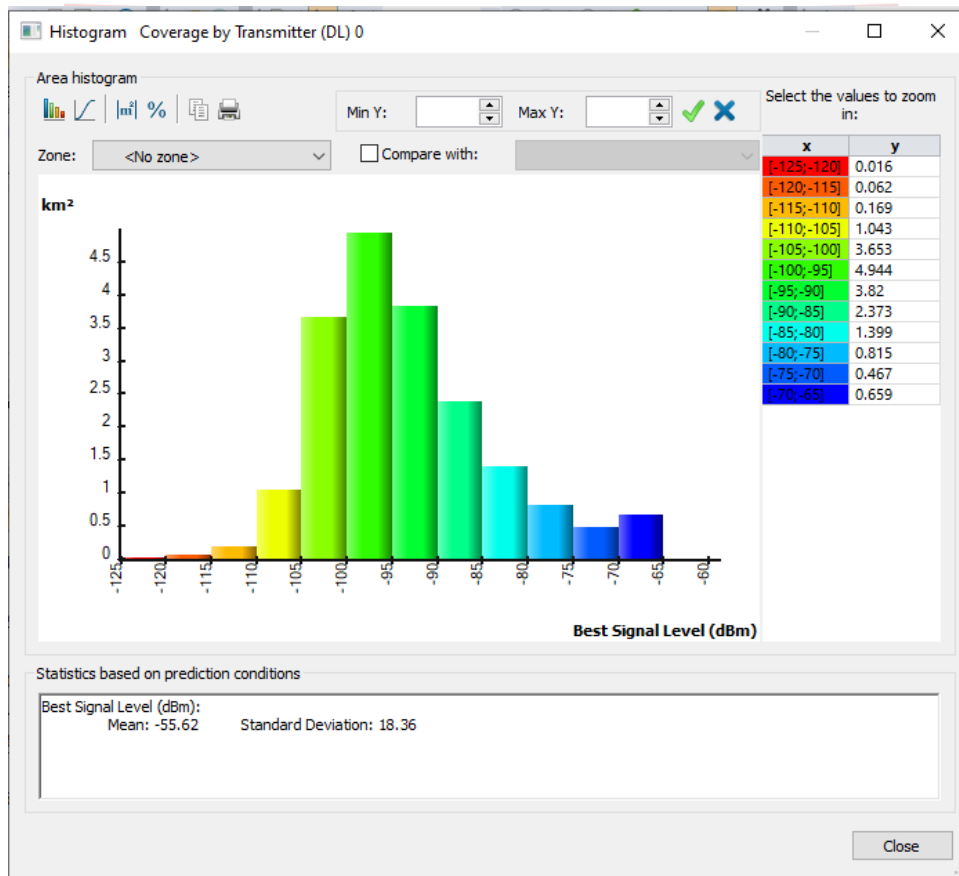 Histogram Coverage by Transmitter (DL) 0
Area histogram
|m²| %
Min Y: Max Y:
Select the values to zoom
in:
Zone: <No zone> Compare with:
x y
[-125;-120] 0.016
[-120;-115] 0.062
[-115;-110] 0.169
[-110;-105] 1.043
[-105;-100] 3.653
[-100;-95] 4.944
[-95;-90] 3.82
[-90;-85] 2.373
[-85;-80] 1.399
[-80;-75] 0.815
[-75;-70] 0.467
[-70;-65] 0.659
km²
4.5
4
3.5
3
2.5
2
1.5
1
0.5
0
-125 -120 -115 -110 -105 -100 -95 -90 -85 -80 -75 -70 -65 -60
Best Signal Level (dBm)
Statistics based on prediction conditions
Best Signal Level (dBm):
Mean: -55.62 Standard Deviation: 18.36
Close